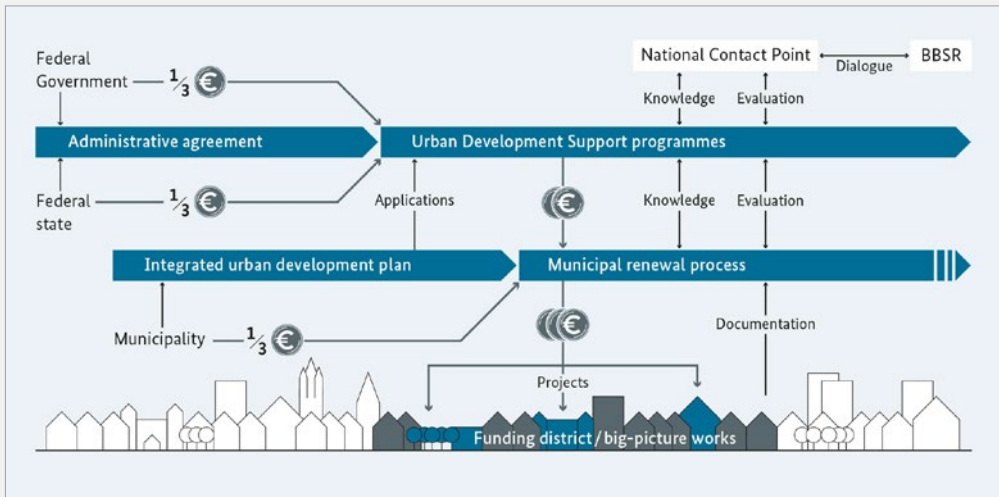 Federal
Government
1/3 €
National Contact Point
Dialogue
BBSR
Knowledge
Evaluation
Administrative agreement
Urban Development Support programmes
Federal
state
1/3 €
Applications
€
Knowledge
Evaluation
Integrated urban development plan
Municipal renewal process
Municipality
1/3 €
€
Documentation
Projects
Funding district / big-picture works